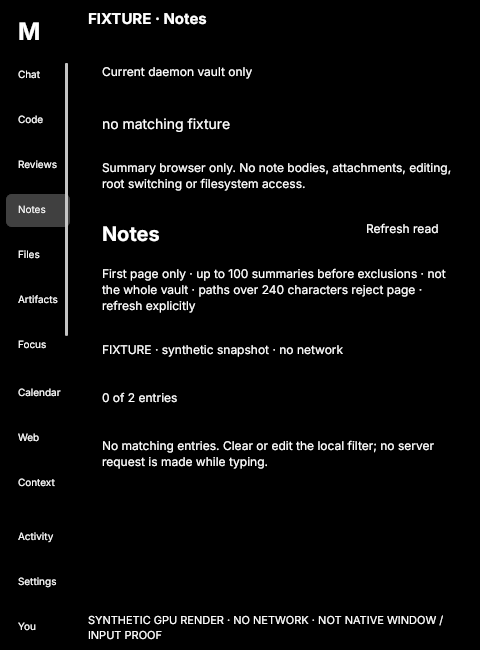 M
Chat
Code
Reviews
Notes
Files
Artifacts
Focus
Calendar
Web
Context
Activity
Settings
You
FIXTURE · Notes
Current daemon vault only
no matching fixture
Summary browser only. No note bodies, attachments, editing,
root switching or filesystem access.
Notes
Refresh read
First page only · up to 100 summaries before exclusions · not
the whole vault · paths over 240 characters reject page ·
refresh explicitly
FIXTURE · synthetic snapshot · no network
0 of 2 entries
No matching entries. Clear or edit the local filter; no server
request is made while typing.
SYNTHETIC GPU RENDER · NO NETWORK · NOT NATIVE WINDOW /
INPUT PROOF